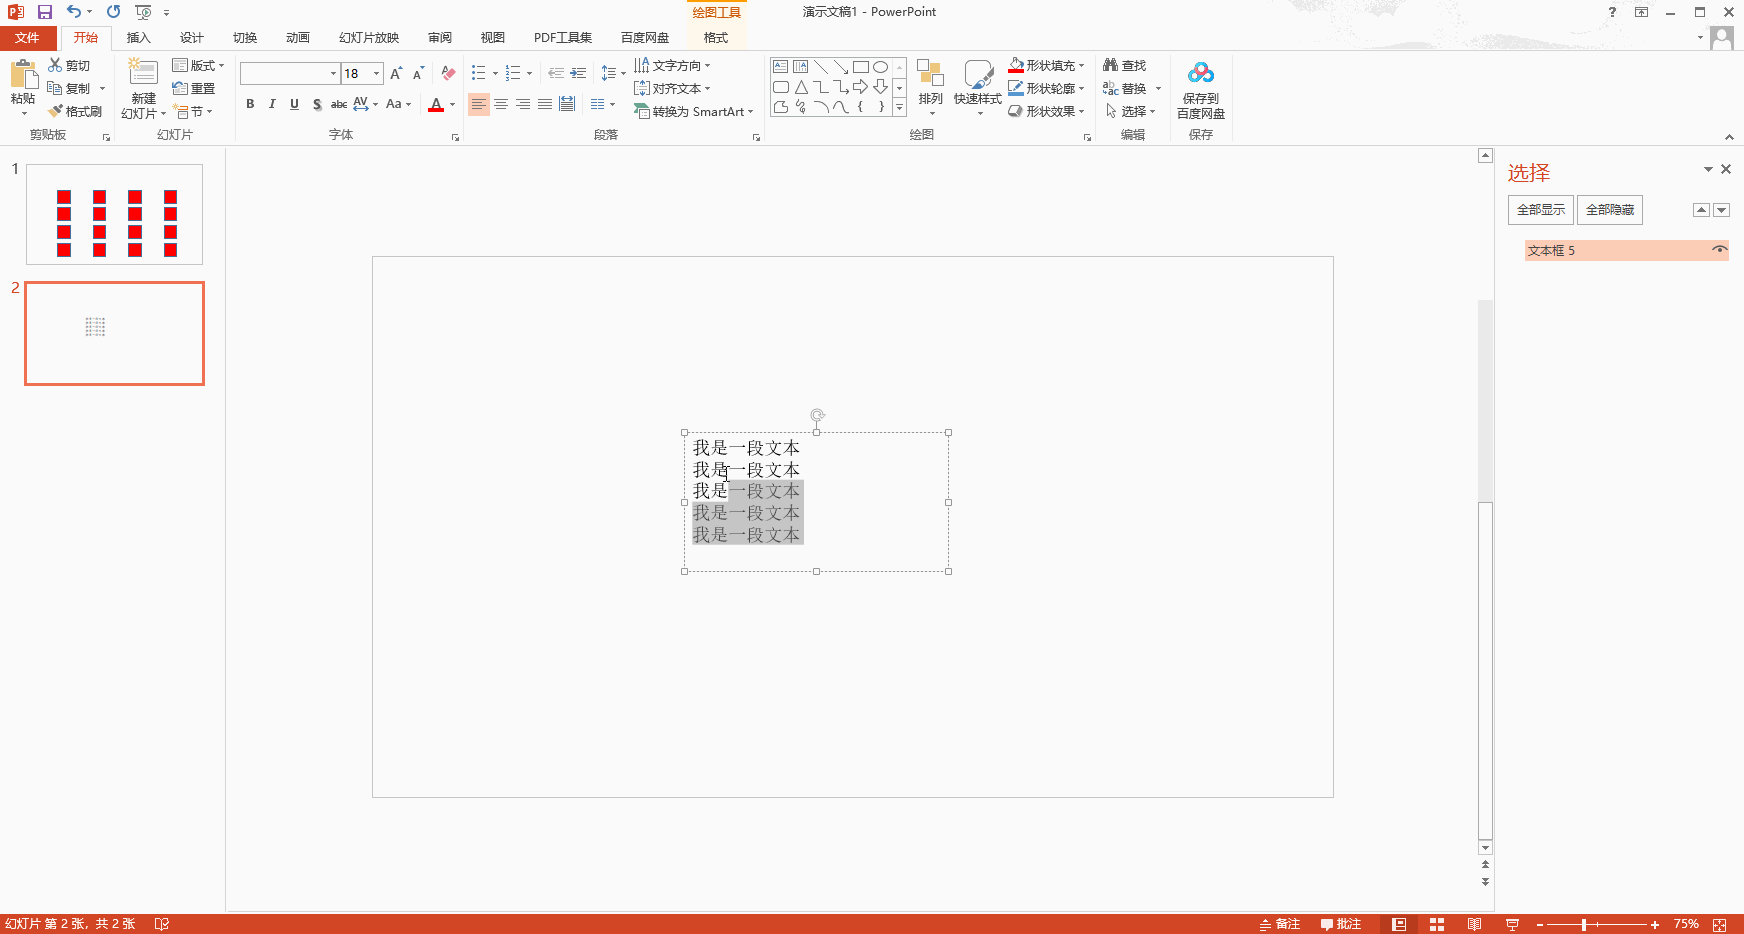 演示文稿1 - PowerPoint
绘图工具
文件 开始 插入 设计 切换 动画 幻灯片放映 审阅 视图 PDF工具集 百度网盘 格式
粘贴
剪切
复制
格式刷
剪贴板
新建
幻灯片
版式
重置
节
幻灯片
18
B I U S abc AV Aa A
字体
文字方向
对齐文本
转换为 SmartArt
段落
排列
快速样式
形状填充
形状轮廓
形状效果
绘图
查找
替换
选择
编辑
保存到
百度网盘
保存
1
2
我是一段文本
我是一段文本
我是一段文本
我是一段文本
我是一段文本
选择
全部显示 全部隐藏
文本框 5
幻灯片 第 2 张，共 2 张
备注 批注 75%